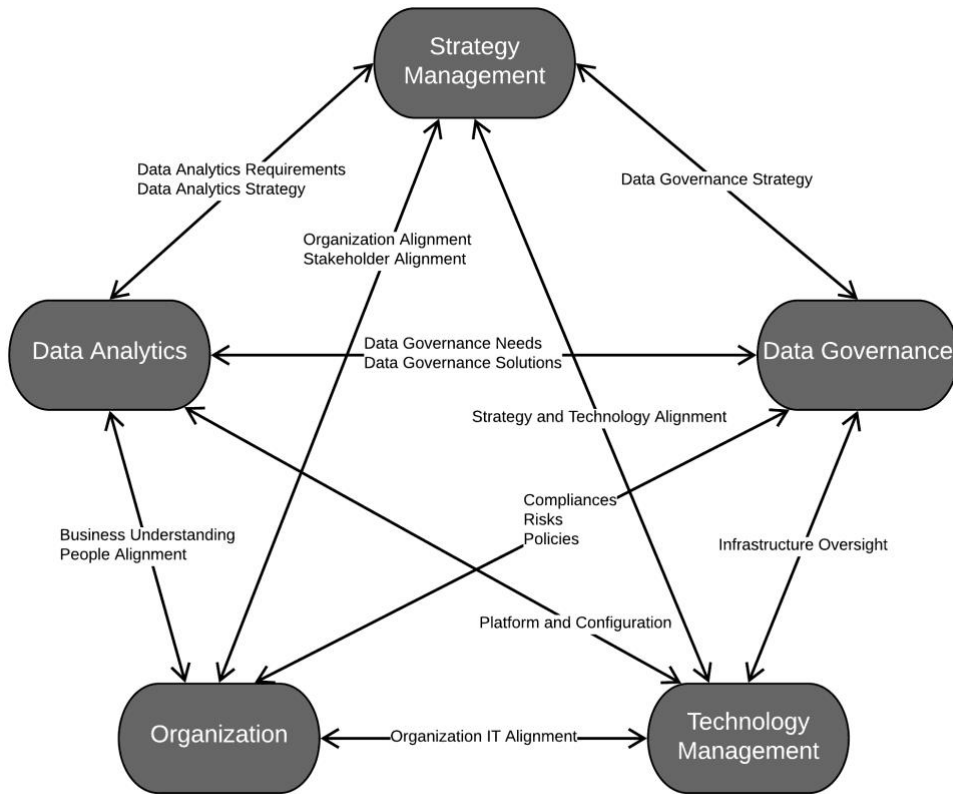 Strategy
Management
Data Analytics Requirements
Data Analytics Strategy
Data Governance Strategy
Organization Alignment
Stakeholder Alignment
Data Analytics
Data Governance Needs
Data Governance Solutions
Data Governance
Strategy and Technology Alignment
Compliances
Risks
Policies
Business Understanding
People Alignment
Infrastructure Oversight
Platform and Configuration
Organization
Organization IT Alignment
Technology
Management